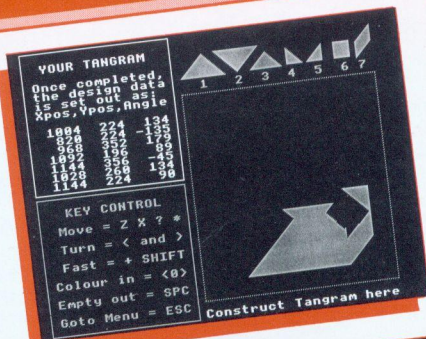 YOUR TANGRAM
Once completed,
the design data
is set out as:
Xpos,Ypos,Angle
1004 224 134
820 224 -135
968 352 179
1092 196 89
1144 356 -45
1028 260 134
1144 224 90
KEY CONTROL
Move = Z X ? *
Turn = < and >
Fast = + SHIFT
Colour in = <0>
Empty out = SPC
Goto Menu = ESC
1 2 3 4 5 6 7
Construct Tangram here